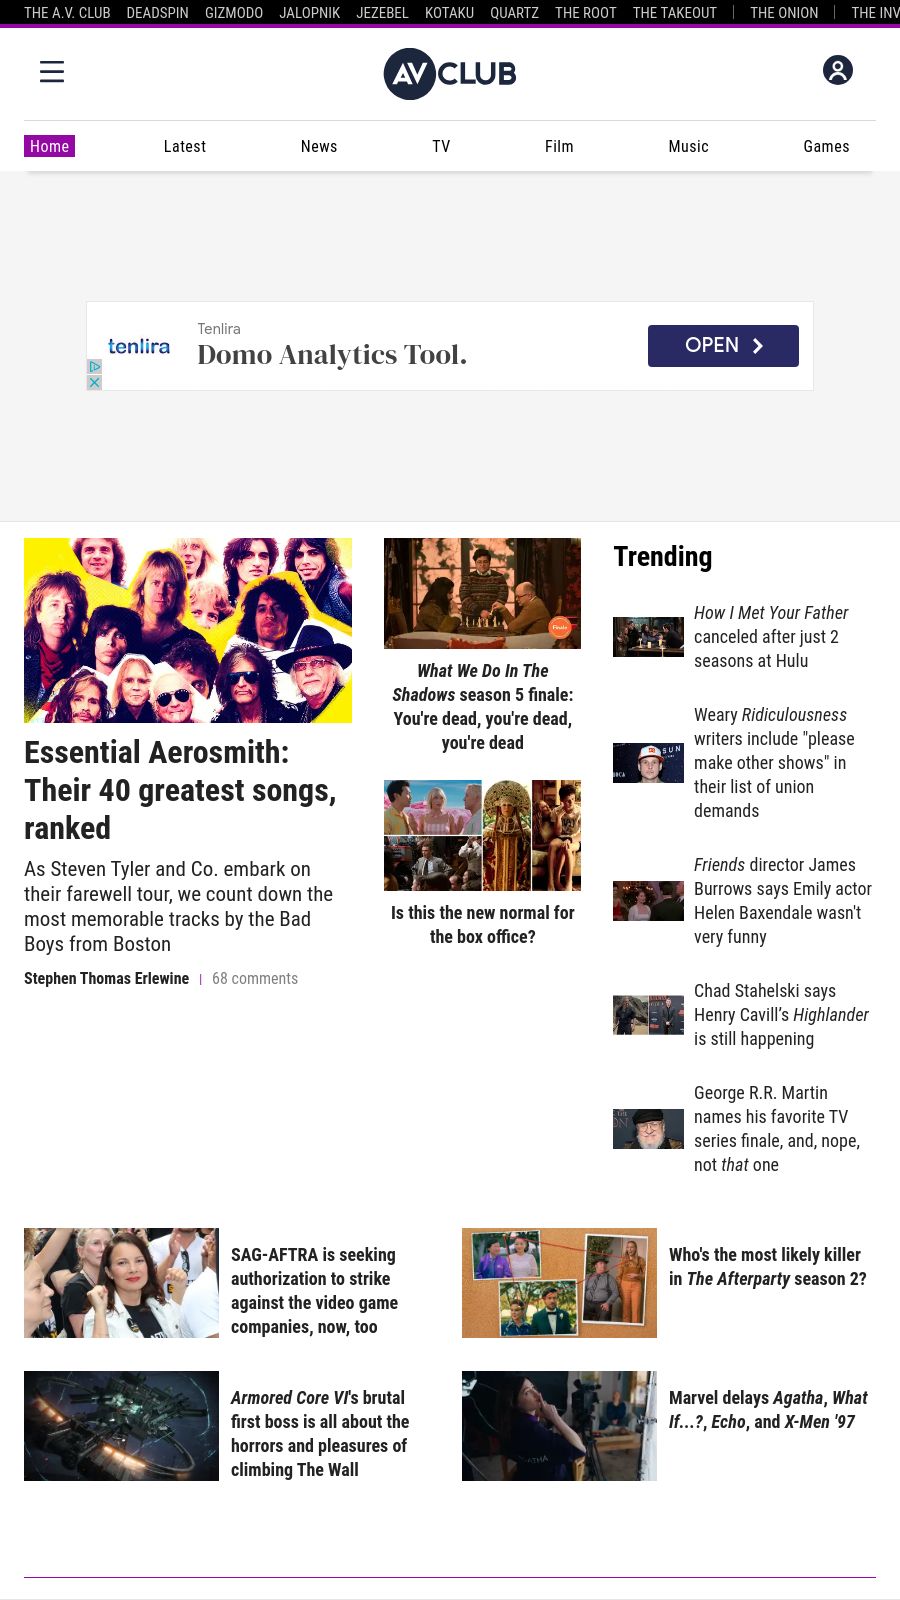 THE A.V. CLUB DEADSPIN GIZMODO JALOPNIK JEZEBEL KOTAKU QUARTZ THE ROOT THE TAKEOUT THE ONION THE INV
AV CLUB
Home Latest News TV Film Music Games
tenlira
Tenlira
Domo Analytics Tool.
OPEN
Essential Aerosmith:
Their 40 greatest songs,
ranked
As Steven Tyler and Co. embark on
their farewell tour, we count down the
most memorable tracks by the Bad
Boys from Boston
Stephen Thomas Erlewine | 68 comments
Finale
What We Do In The
Shadows season 5 finale:
You're dead, you're dead,
you're dead
Is this the new normal for
the box office?
Trending
How I Met Your Father
canceled after just 2
seasons at Hulu
Weary Ridiculousness
writers include "please
make other shows" in
their list of union
demands
Friends director James
Burrows says Emily actor
Helen Baxendale wasn't
very funny
Chad Stahelski says
Henry Cavill’s Highlander
is still happening
George R.R. Martin
names his favorite TV
series finale, and, nope,
not that one
SAG-AFTRA is seeking
authorization to strike
against the video game
companies, now, too
Who's the most likely killer
in The Afterparty season 2?
Armored Core VI's brutal
first boss is all about the
horrors and pleasures of
climbing The Wall
Marvel delays Agatha, What
If...?, Echo, and X-Men '97